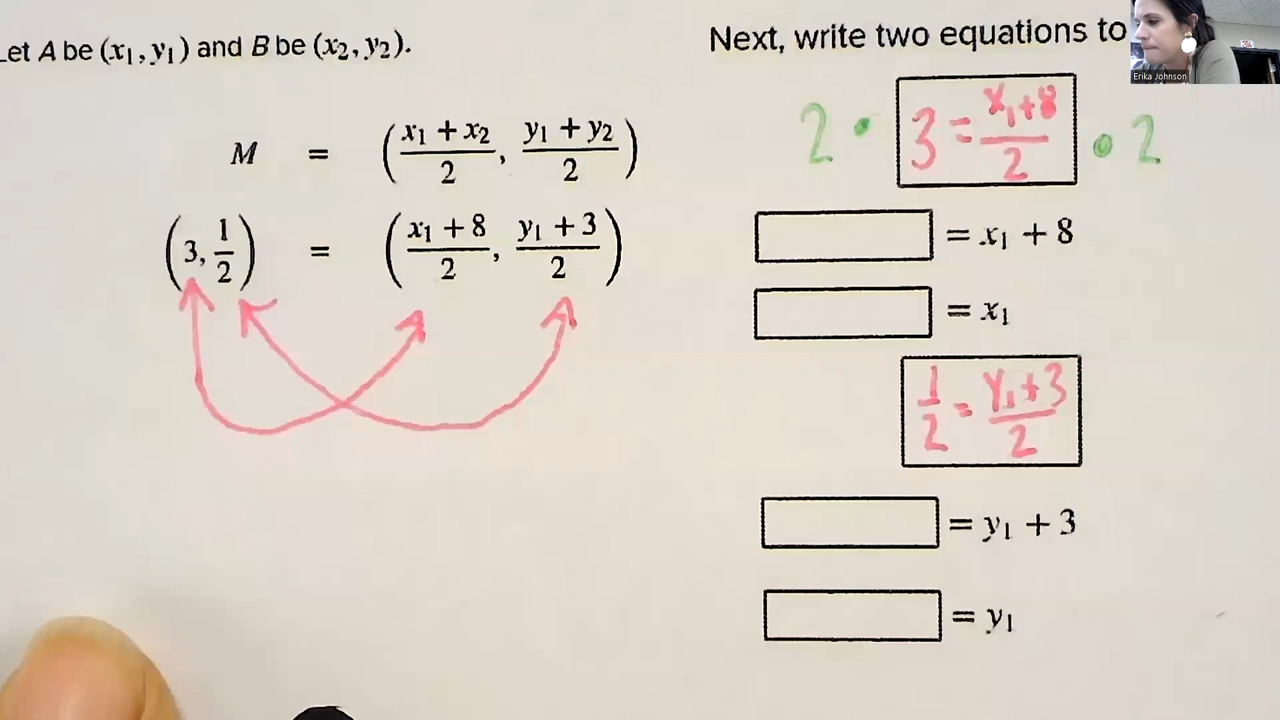 Let A be (x₁, y₁) and B be (x₂, y₂).
M = ( x₁ + x₂ / 2 , y₁ + y₂ / 2 )
( 3, 1/2 ) = ( x₁ + 8 / 2 , y₁ + 3 / 2 )
Next, write two equations to
Erika Johnson
2 · 3 = x₁+8 / 2 · 2
= x₁ + 8
= x₁
1/2 = y₁+3 / 2
= y₁ + 3
= y₁